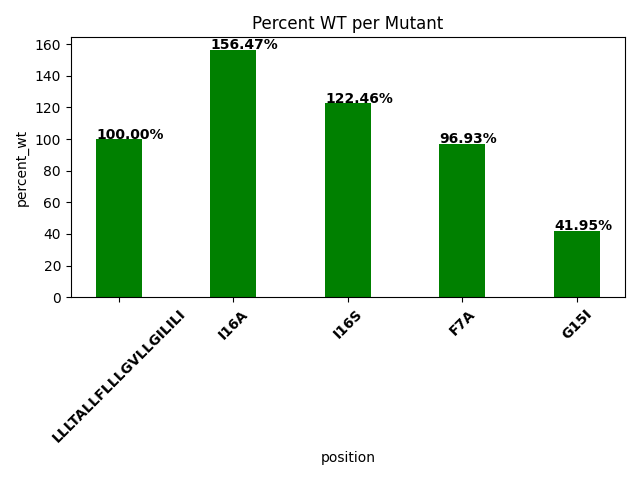 Percent WT per Mutant
percent_wt
160
140
120
100
80
60
40
20
0
100.00%
156.47%
122.46%
96.93%
41.95%
LLLTALLFLLLGVLLGILILI
I16A
I16S
F7A
G15I
position